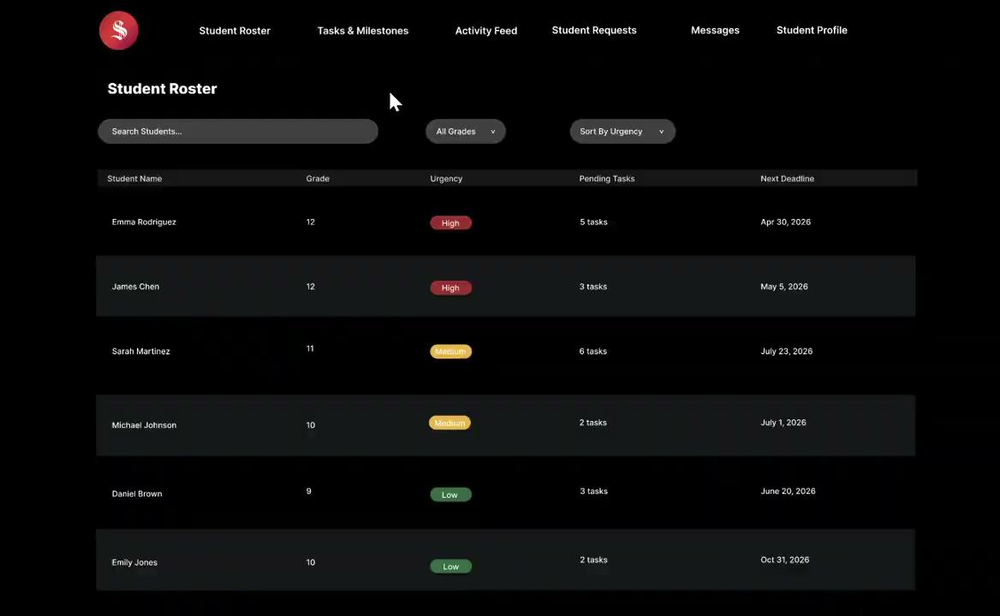 S
Student Roster Tasks & Milestones Activity Feed Student Requests Messages Student Profile
Student Roster
Search Students... All Grades Sort By Urgency
Student Name Grade Urgency Pending Tasks Next Deadline
Emma Rodriguez 12 High 5 tasks Apr 30, 2026
James Chen 12 High 3 tasks May 5, 2026
Sarah Martinez 11 Medium 6 tasks July 23, 2026
Michael Johnson 10 Medium 2 tasks July 1, 2026
Daniel Brown 9 Low 3 tasks June 20, 2026
Emily Jones 10 Low 2 tasks Oct 31, 2026